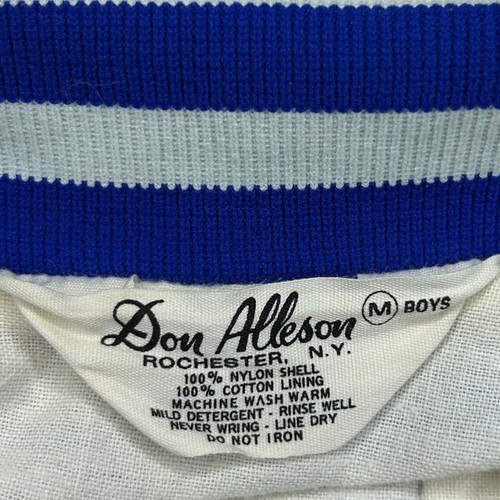 Don Alleson Ⓜ BOYS
ROCHESTER, N.Y.
100% NYLON SHELL
100% COTTON LINING
MACHINE WASH WARM
MILD DETERGENT - RINSE WELL
NEVER WRING - LINE DRY
DO NOT IRON